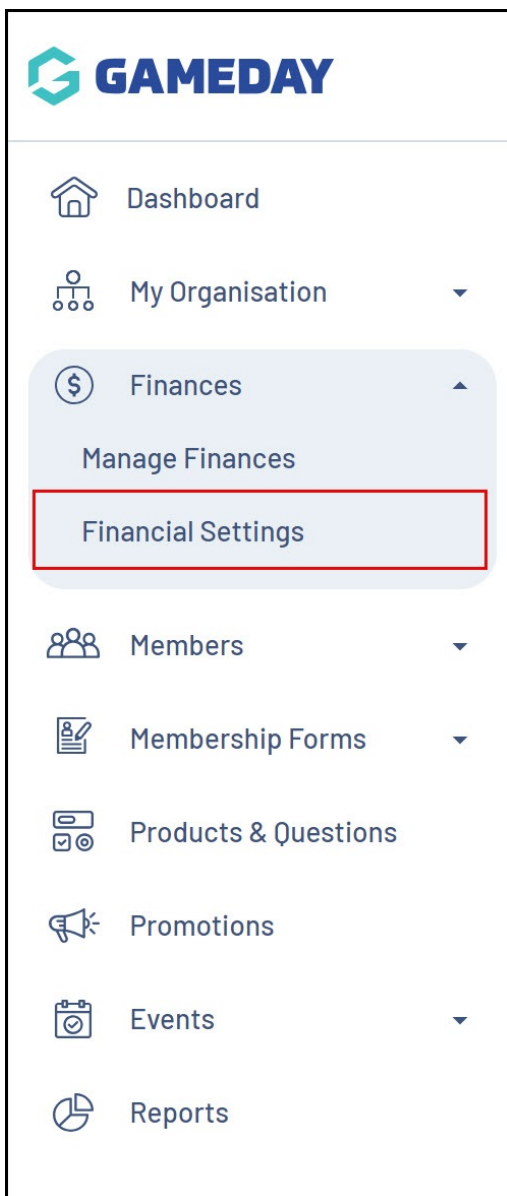 GAMEDAY
Dashboard
My Organisation
Finances
Manage Finances
Financial Settings
Members
Membership Forms
Products & Questions
Promotions
Events
Reports